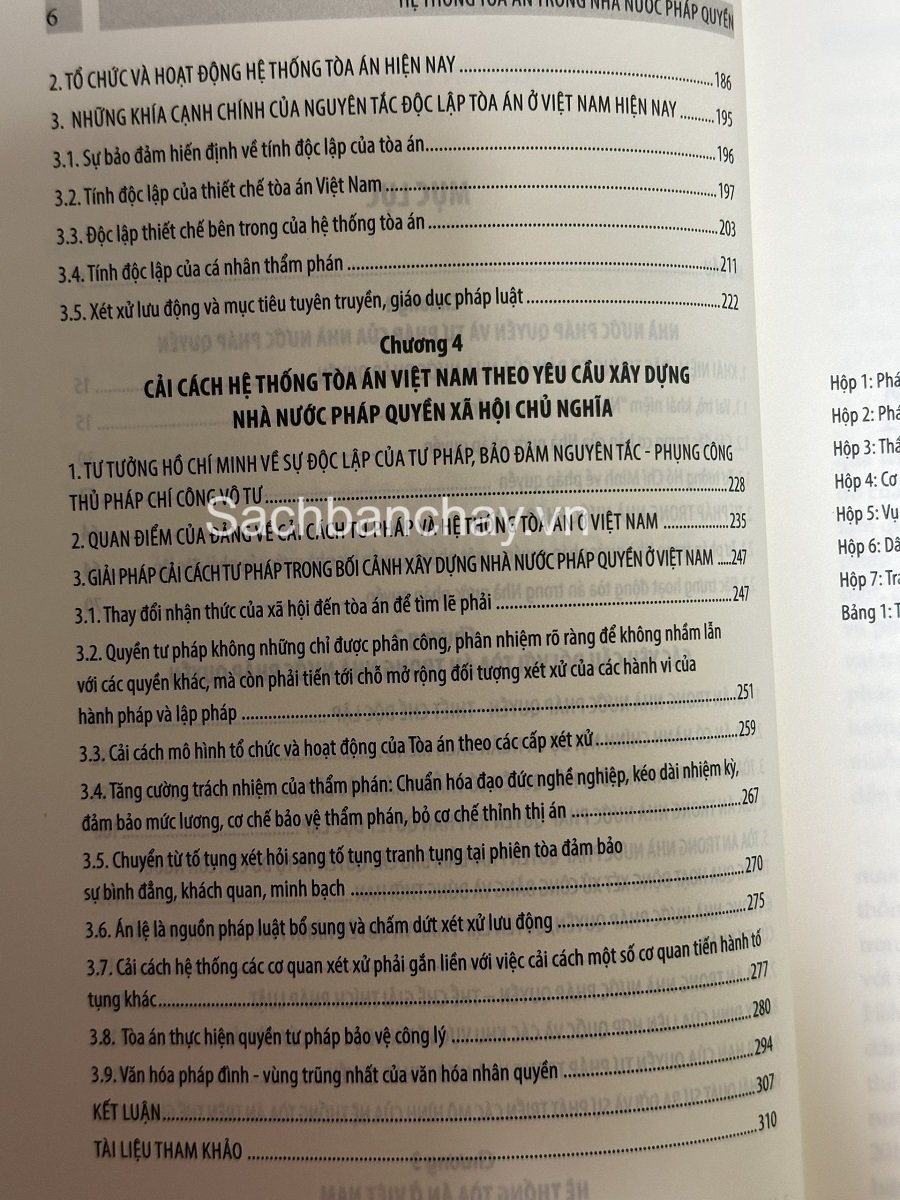 6
HỆ THỐNG TÒA ÁN TRONG NHÀ NƯỚC PHÁP QUYỀN
2. TỔ CHỨC VÀ HOẠT ĐỘNG HỆ THỐNG TÒA ÁN HIỆN NAY ........186
3. NHỮNG KHÍA CẠNH CHÍNH CỦA NGUYÊN TẮC ĐỘC LẬP TÒA ÁN Ở VIỆT NAM HIỆN NAY ..........195
3.1. Sự bảo đảm hiến định về tính độc lập của tòa án........196
3.2. Tính độc lập của thiết chế tòa án Việt Nam ........197
3.3. Độc lập thiết chế bên trong của hệ thống tòa án ........203
3.4. Tính độc lập của cá nhân thẩm phán ........211
3.5. Xét xử lưu động và mục tiêu tuyên truyền, giáo dục pháp luật ........222
Chương 4
CẢI CÁCH HỆ THỐNG TÒA ÁN VIỆT NAM THEO YÊU CẦU XÂY DỰNG
NHÀ NƯỚC PHÁP QUYỀN XÃ HỘI CHỦ NGHĨA
1. TƯ TƯỞNG HỒ CHÍ MINH VỀ SỰ ĐỘC LẬP CỦA TƯ PHÁP, BẢO ĐẢM NGUYÊN TẮC - PHỤNG CÔNG
THỦ PHÁP CHÍ CÔNG VÔ TƯ ........228
Sachbanchay.vn
2. QUAN ĐIỂM CỦA ĐẢNG VỀ CẢI CÁCH TƯ PHÁP VÀ HỆ THỐNG TÒA ÁN Ở VIỆT NAM ........235
3. GIẢI PHÁP CẢI CÁCH TƯ PHÁP TRONG BỐI CẢNH XÂY DỰNG NHÀ NƯỚC PHÁP QUYỀN Ở VIỆT NAM .....247
3.1. Thay đổi nhận thức của xã hội đến tòa án để tìm lẽ phải ........247
3.2. Quyền tư pháp không những chỉ được phân công, phân nhiệm rõ ràng để không nhầm lẫn
với các quyền khác, mà còn phải tiến tới chỗ mở rộng đối tượng xét xử của các hành vi của
hành pháp và lập pháp ........251
3.3. Cải cách mô hình tổ chức và hoạt động của Tòa án theo các cấp xét xử........259
3.4. Tăng cường trách nhiệm của thẩm phán: Chuẩn hóa đạo đức nghề nghiệp, kéo dài nhiệm kỳ,
đảm bảo mức lương, cơ chế bảo vệ thẩm phán, bỏ cơ chế thỉnh thị án ........267
3.5. Chuyển từ tố tụng xét hỏi sang tố tụng tranh tụng tại phiên tòa đảm bảo
sự bình đẳng, khách quan, minh bạch ........270
3.6. Án lệ là nguồn pháp luật bổ sung và chấm dứt xét xử lưu động ........275
3.7. Cải cách hệ thống các cơ quan xét xử phải gắn liền với việc cải cách một số cơ quan tiến hành tố
tụng khác........277
3.8. Tòa án thực hiện quyền tư pháp bảo vệ công lý ........280
3.9. Văn hóa pháp đình - vùng trũng nhất của văn hóa nhân quyền ........294
KẾT LUẬN........307
TÀI LIỆU THAM KHẢO ........310
Hộp 1: Phá
Hộp 2: Phá
Hộp 3: Thẩ
Hộp 4: Cơ
Hộp 5: Vụ
Hộp 6: Dâ
Hộp 7: Tra
Bảng 1: T